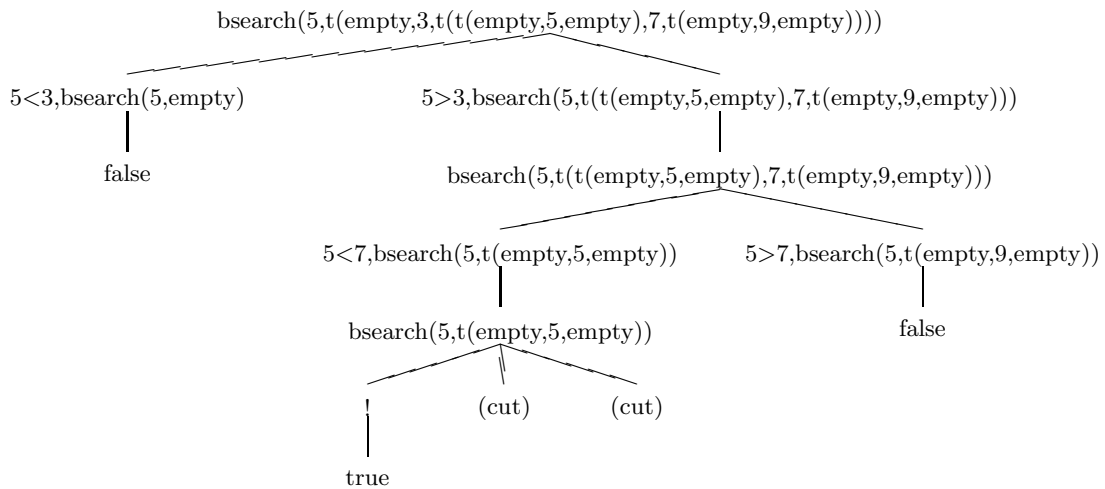 bsearch(5,t(empty,3,t(t(empty,5,empty),7,t(empty,9,empty))))
5<3,bsearch(5,empty) 5>3,bsearch(5,t(t(empty,5,empty),7,t(empty,9,empty)))
false
bsearch(5,t(t(empty,5,empty),7,t(empty,9,empty)))
5<7,bsearch(5,t(empty,5,empty)) 5>7,bsearch(5,t(empty,9,empty))
bsearch(5,t(empty,5,empty)) false
! (cut) (cut)
true